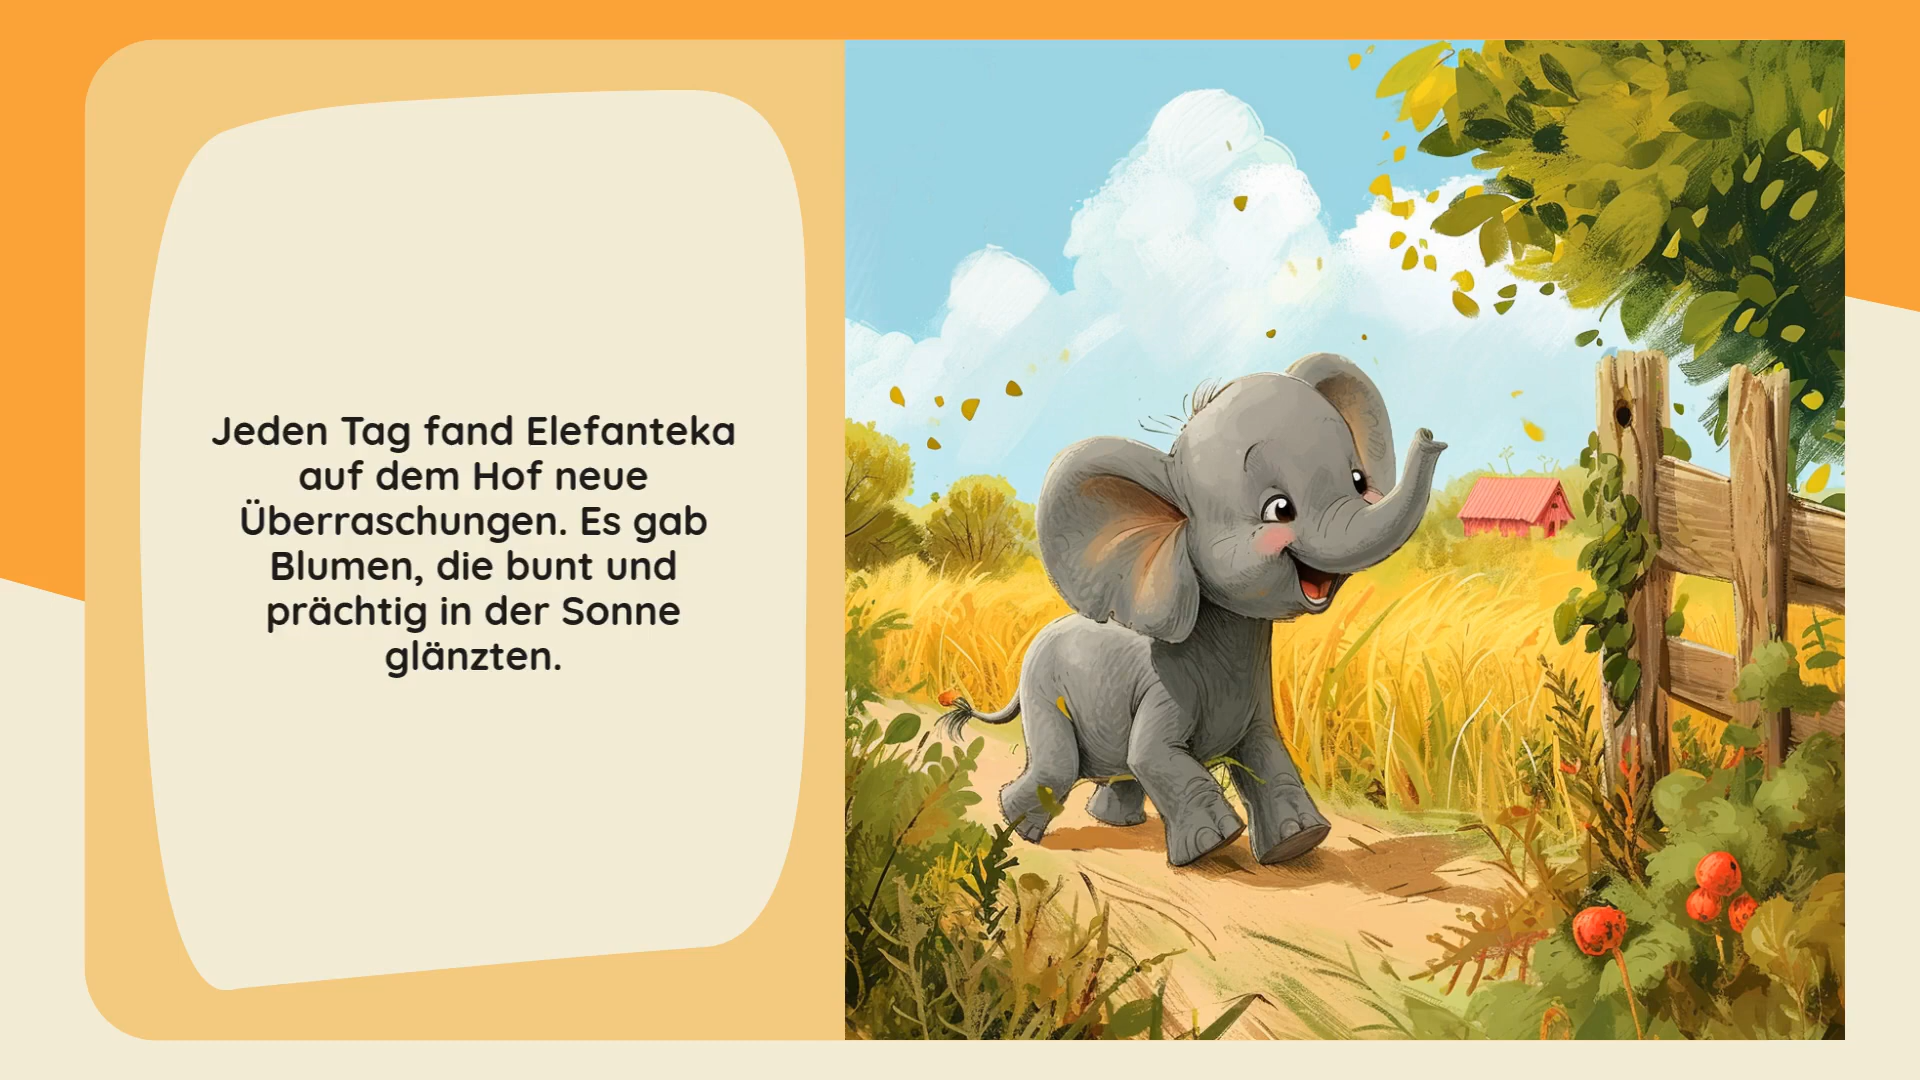 Jeden Tag fand Elefanteka
auf dem Hof neue
Überraschungen. Es gab
Blumen, die bunt und
prächtig in der Sonne
glänzten.